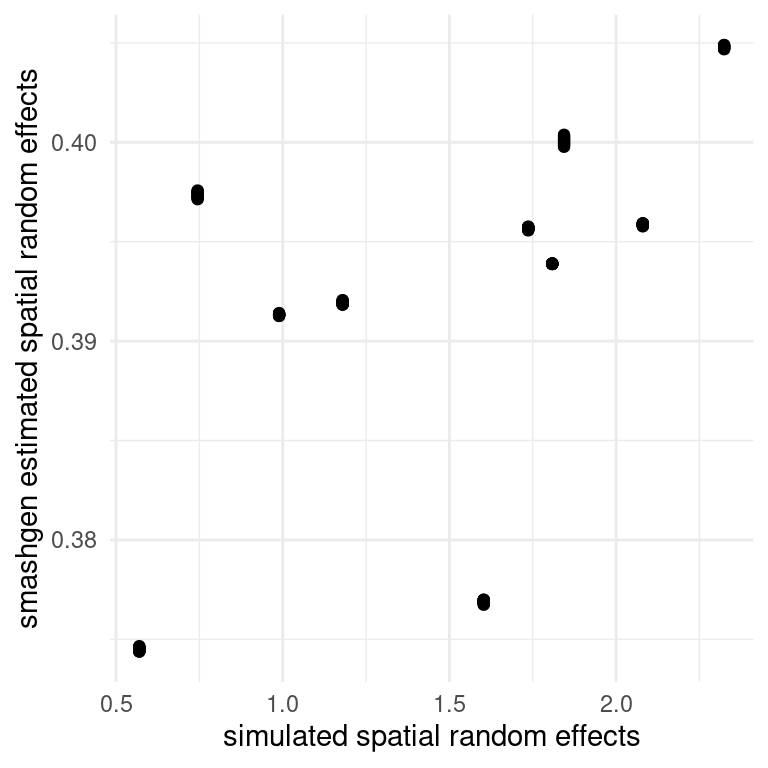 smashgen estimated spatial random effects
0.40
0.39
0.38
0.5 1.0 1.5 2.0
simulated spatial random effects